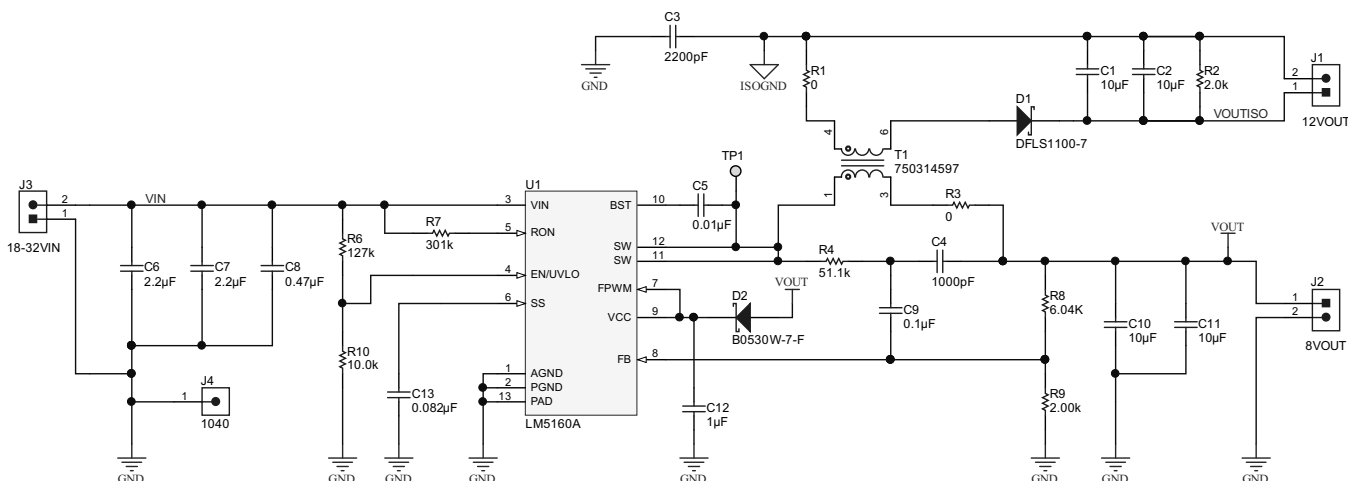 C3
2200pF
GND
ISOGND
R1
0
C1
10µF
C2
10µF
R2
2.0k
J1
2
1
12VOUT
VOUTISO
D1
DFLS1100-7
4
6
T1
750314597
1
3
TP1
R3
0
J3
2
1
18-32VIN
VIN
C6
2.2µF
C7
2.2µF
C8
0.47µF
R6
127k
R7
301k
R10
10.0k
J4
1
1040
GND
GND
C13
0.082µF
GND
GND
U1
3
VIN
5
RON
4
EN/UVLO
6
SS
1
AGND
2
PGND
13
PAD
LM5160A
BST
10
SW
12
SW
11
FPWM
7
VCC
9
FB
8
C5
0.01µF
R4
51.1k
C4
1000pF
C9
0.1µF
D2
B0530W-7-F
VOUT
C12
1µF
GND
R8
6.04K
R9
2.00k
GND
C10
10µF
C11
10µF
GND
VOUT
J2
1
2
8VOUT
GND